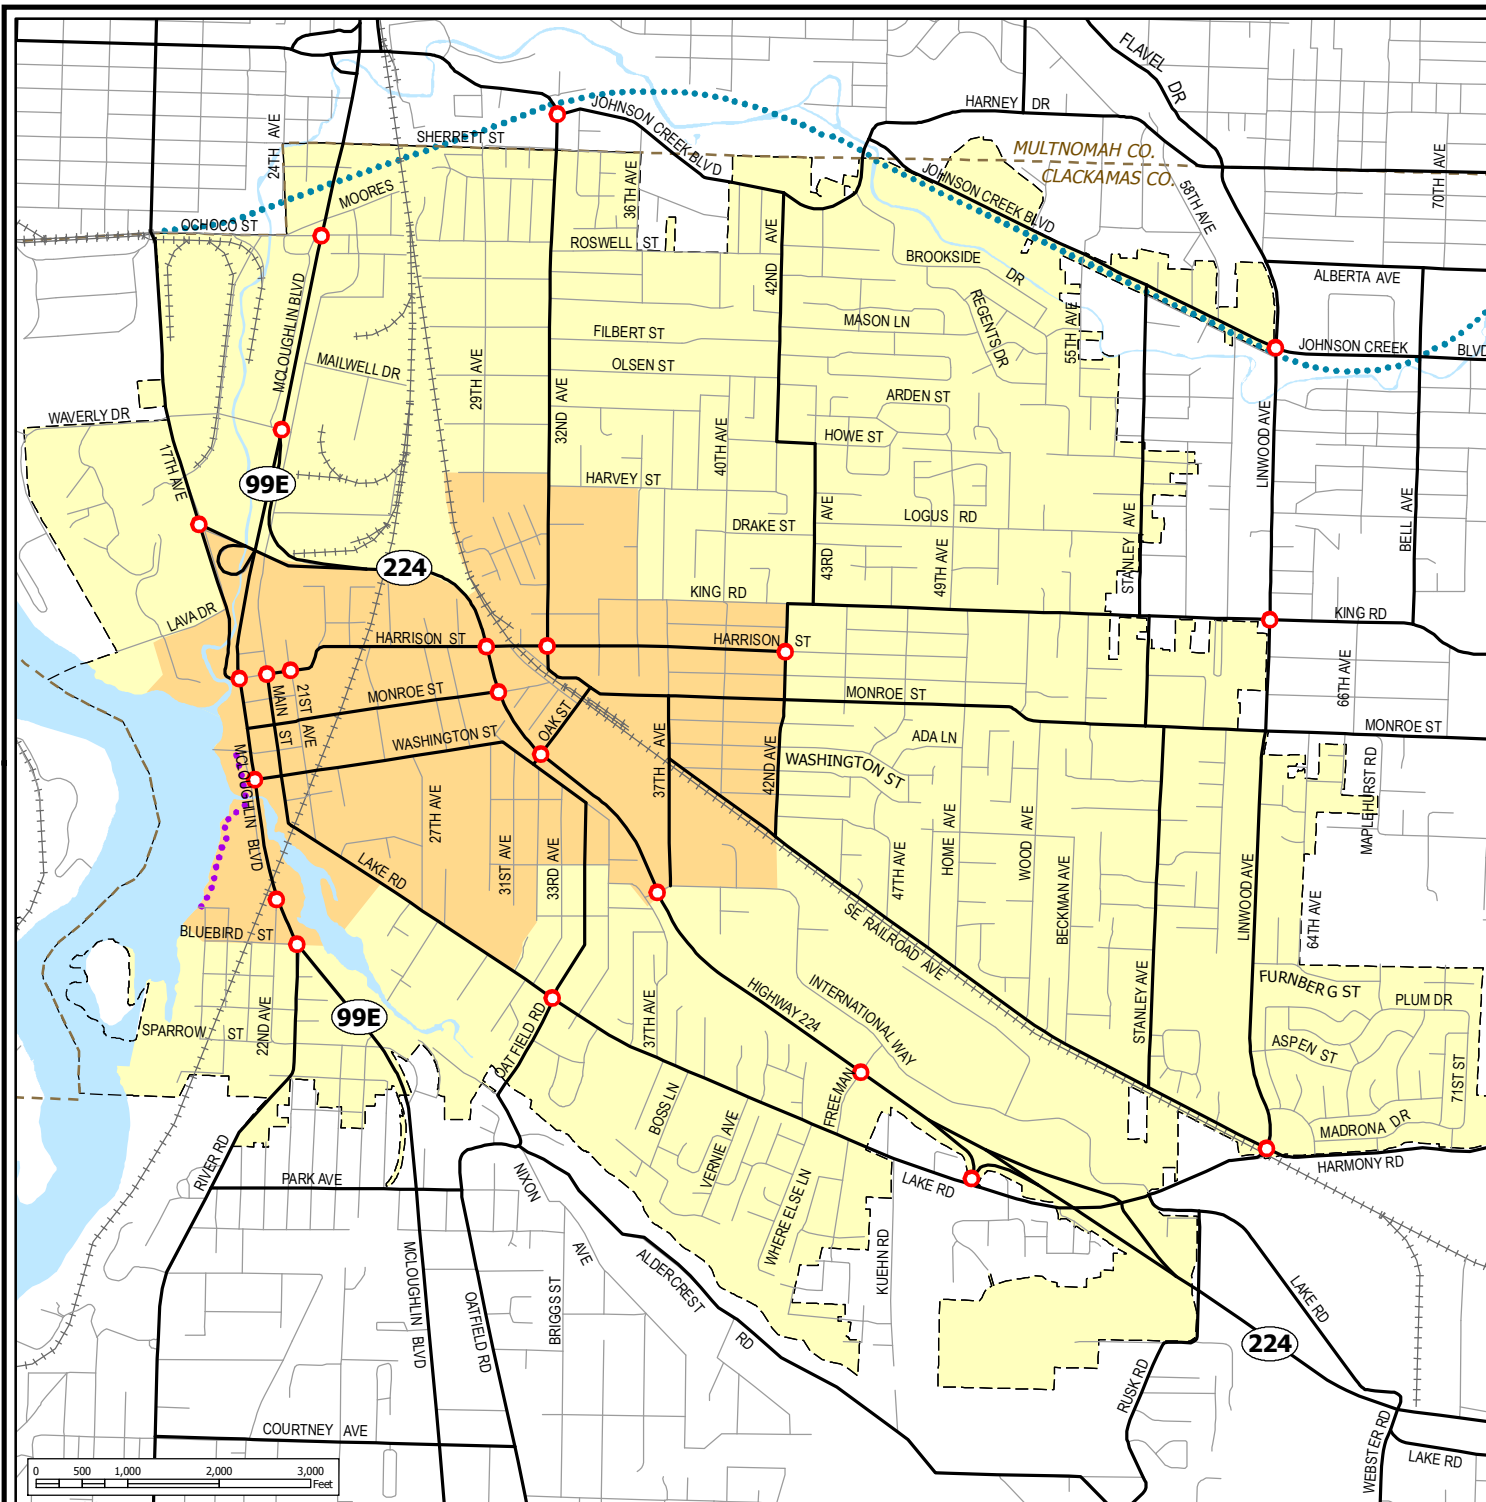 FLAVEL DR
HARNEY DR
JOHNSON CREEK BLVD
SHERRETT ST
24TH AVE
MULTNOMAH CO.
CLACKAMAS CO.
70TH AVE
MOORES
36TH AVE
JOHNSON CREEK BLVD
58TH AVE
OCHOCO ST
ROSWELL ST
42ND AVE
BROOKSIDE DR
ALBERTA AVE
MCLOUGHLIN BLVD
FILBERT ST
MASON LN
REGENTS DR
55TH AVE
JOHNSON CREEK BLVD
MAILWELL DR
29TH AVE
OLSEN ST
32ND AVE
ARDEN ST
WAVERLY DR
40TH AVE
HOWE ST
LINWOOD AVE
17TH AVE
99E
HARVEY ST
DRAKE ST
43RD AVE
LOGUS RD
49TH AVE
STANLEY AVE
BELL AVE
224
KING RD
KING RD
LAVA DR
HARRISON ST
HARRISON ST
66TH AVE
MAIN ST
21ST AVE
MONROE ST
MONROE ST
MONROE ST
OAK ST
WASHINGTON ST
37TH AVE
42ND AVE
ADA LN
WASHINGTON ST
MAPLEHURST RD
MCLOUGHLIN BLVD
27TH AVE
LAKE RD
31ST AVE
33RD AVE
47TH AVE
HOME AVE
WOOD AVE
BECKMAN AVE
LINWOOD AVE
64TH AVE
SE RAILROAD AVE
BLUEBIRD ST
99E
22ND AVE
SPARROW ST
OATFIELD RD
37TH AVE
HIGHWAY 224
INTERNATIONAL WAY
STANLEY AVE
FURNBERG ST
PLUM DR
ASPEN ST
71ST ST
MADRONA DR
BOSS LN
VERNIE AVE
FREEMAN
WHERE ELSE LN
LAKE RD
HARMONY RD
RIVER RD
PARK AVE
NIXON AVE
KUEHN RD
MCLOUGHLIN BLVD
OATFIELD RD
BRIGGS ST
ALDERCREST RD
LAKE RD
224
RUSK RD
COURTNEY AVE
WEBSTER RD
LAKE RD
0 500 1,000 2,000 3,000
Feet